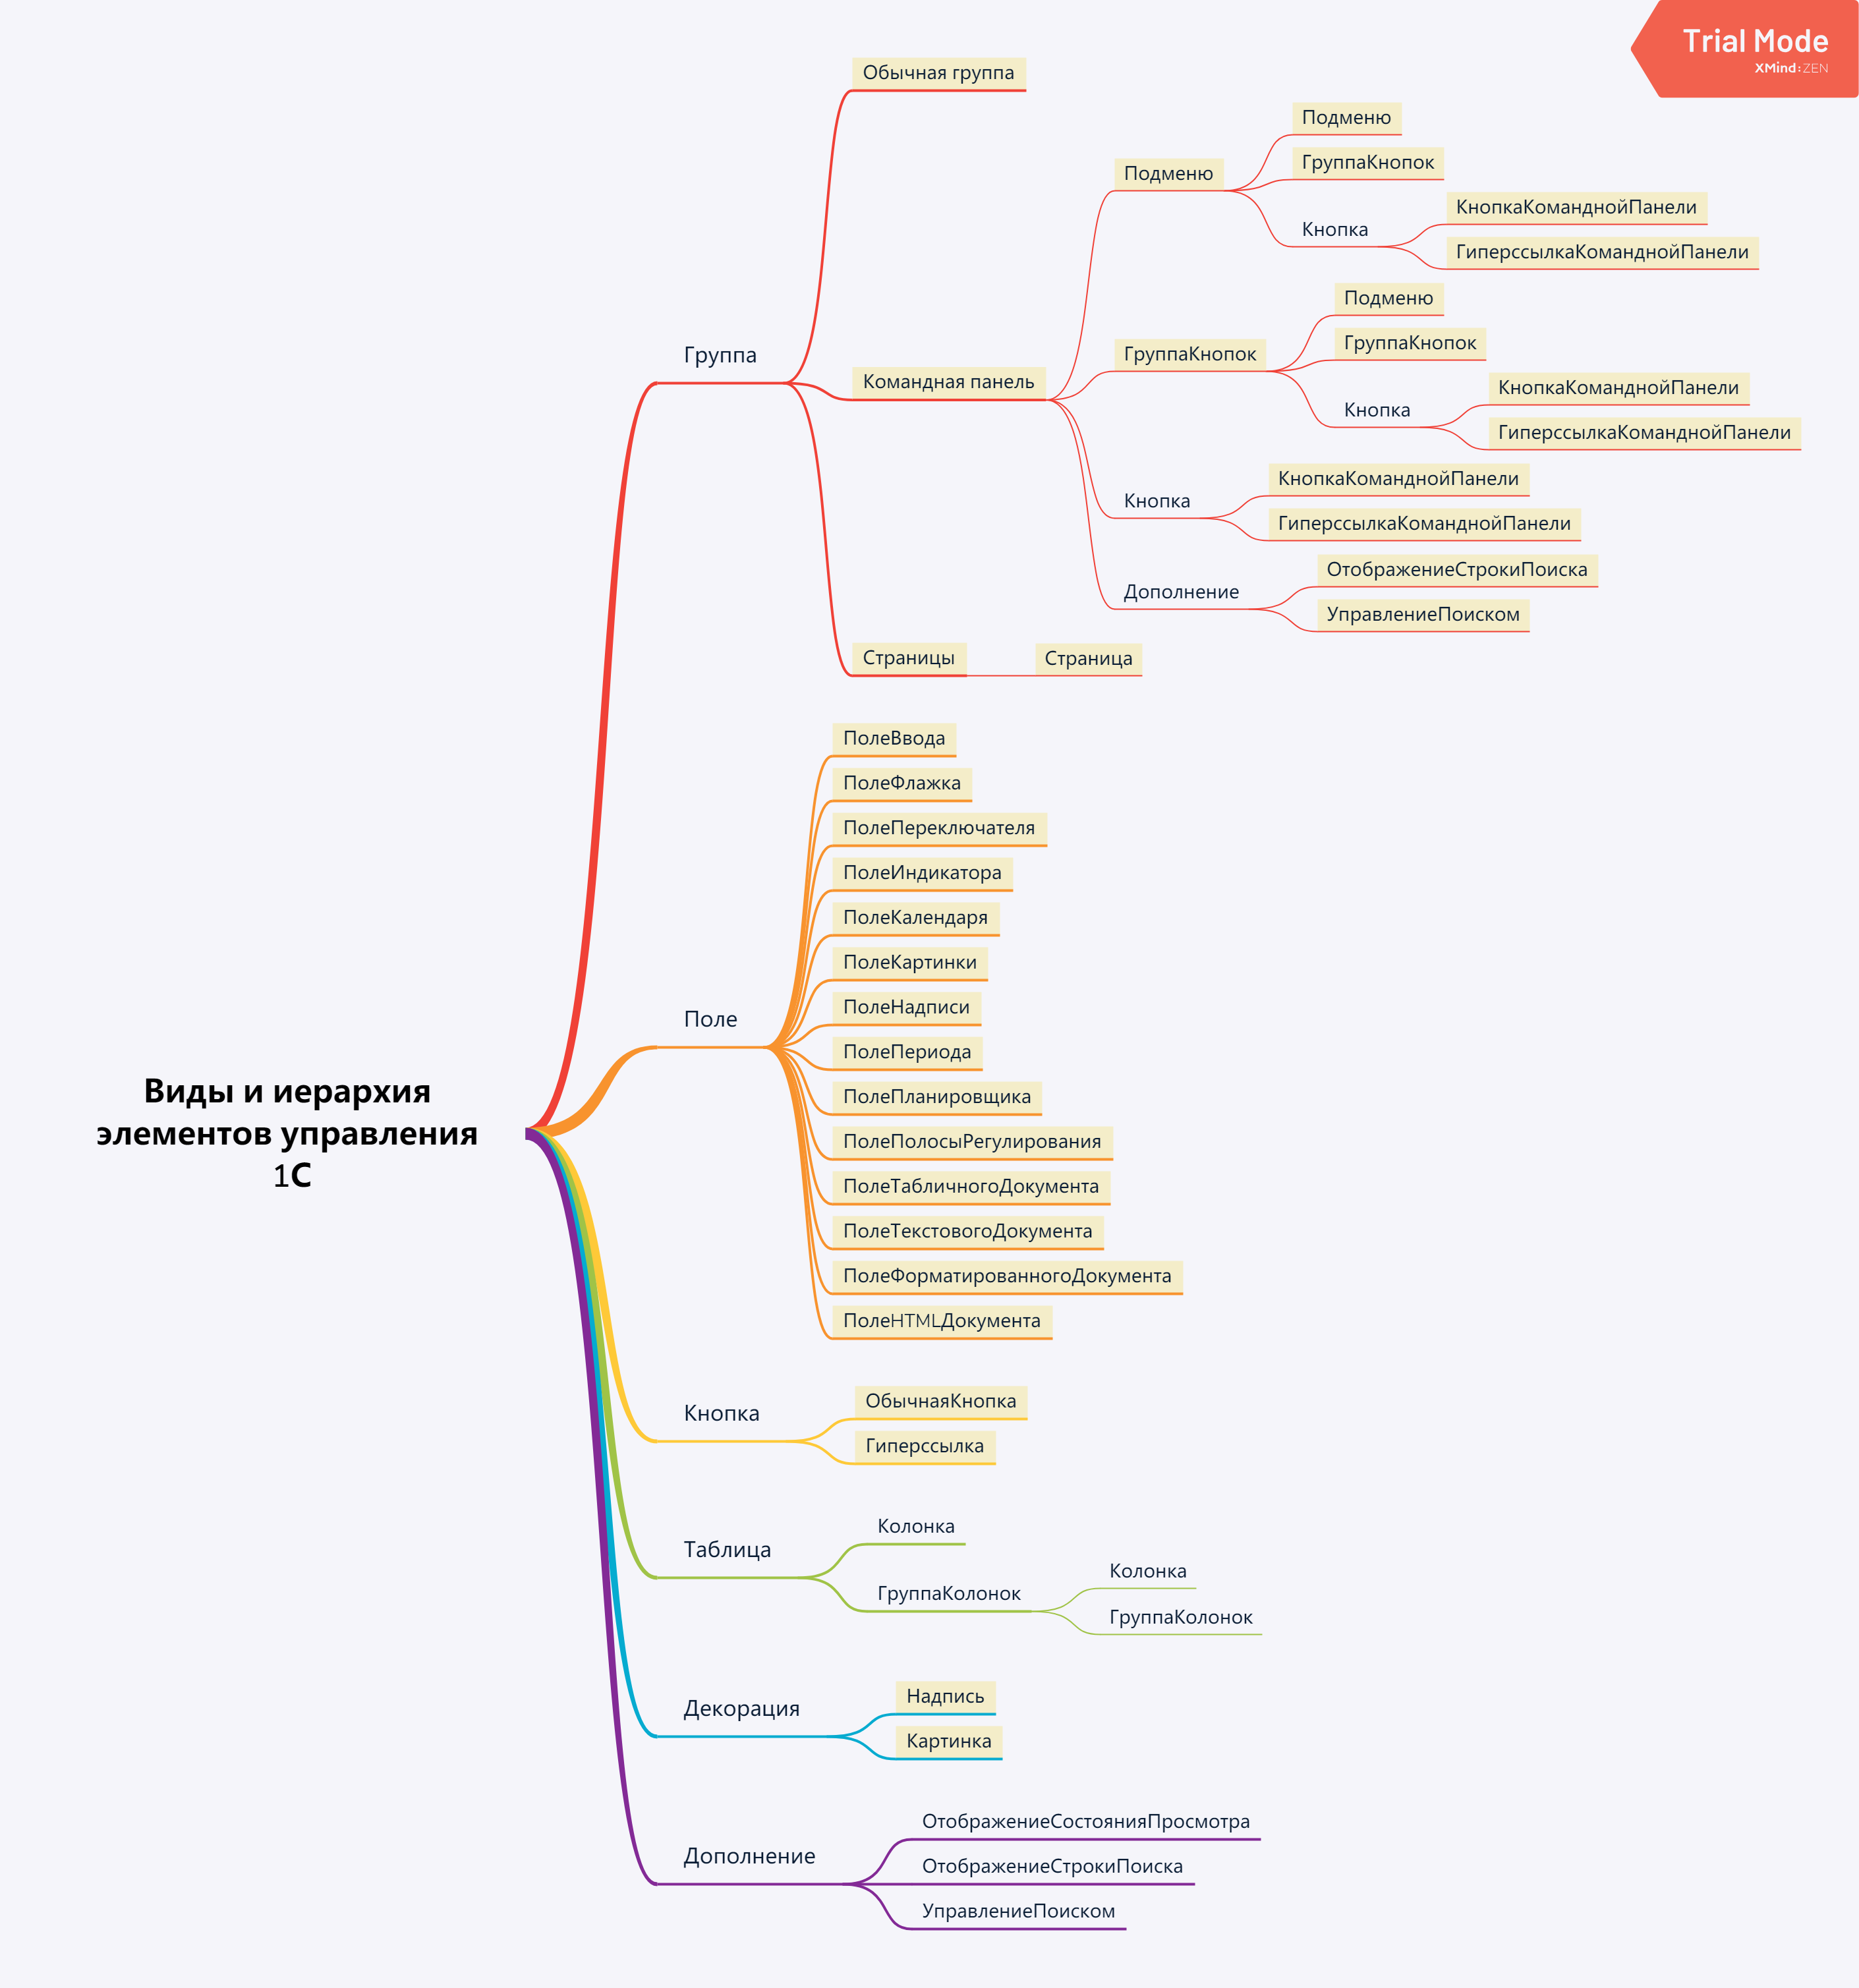 Trial Mode
XMind:ZEN
Виды и иерархия
элементов управления
1С
Группа
Обычная группа
Командная панель
Подменю
Подменю
ГруппаКнопок
Кнопка
КнопкаКоманднойПанели
ГиперссылкаКоманднойПанели
ГруппаКнопок
Подменю
ГруппаКнопок
Кнопка
КнопкаКоманднойПанели
ГиперссылкаКоманднойПанели
Кнопка
КнопкаКоманднойПанели
ГиперссылкаКоманднойПанели
Дополнение
ОтображениеСтрокиПоиска
УправлениеПоиском
Страницы
Страница
Поле
ПолеВвода
ПолеФлажка
ПолеПереключателя
ПолеИндикатора
ПолеКалендаря
ПолеКартинки
ПолеНадписи
ПолеПериода
ПолеПланировщика
ПолеПолосыРегулирования
ПолеТабличногоДокумента
ПолеТекстовогоДокумента
ПолеФорматированногоДокумента
ПолеHTMLДокумента
Кнопка
ОбычнаяКнопка
Гиперссылка
Таблица
Колонка
ГруппаКолонок
Колонка
ГруппаКолонок
Декорация
Надпись
Картинка
Дополнение
ОтображениеСостоянияПросмотра
ОтображениеСтрокиПоиска
УправлениеПоиском